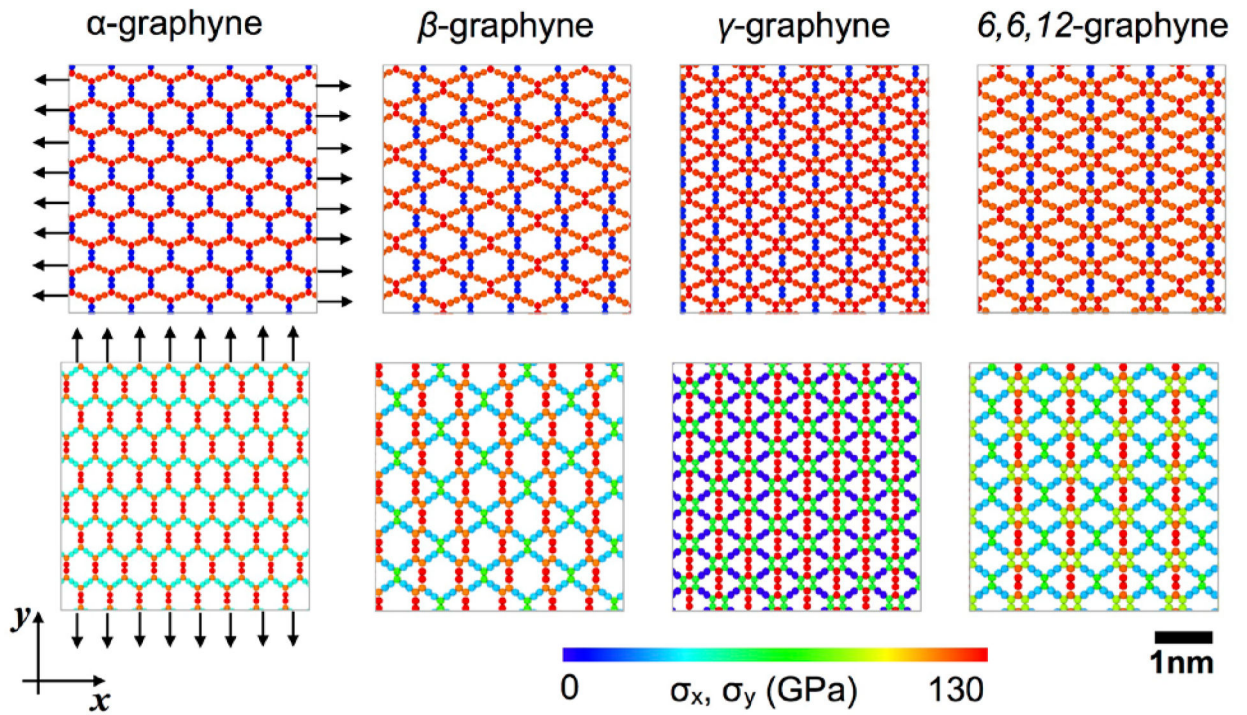 α-graphyne
β-graphyne
γ-graphyne
6,6,12-graphyne
y
x
0
σx, σy (GPa)
130
1nm